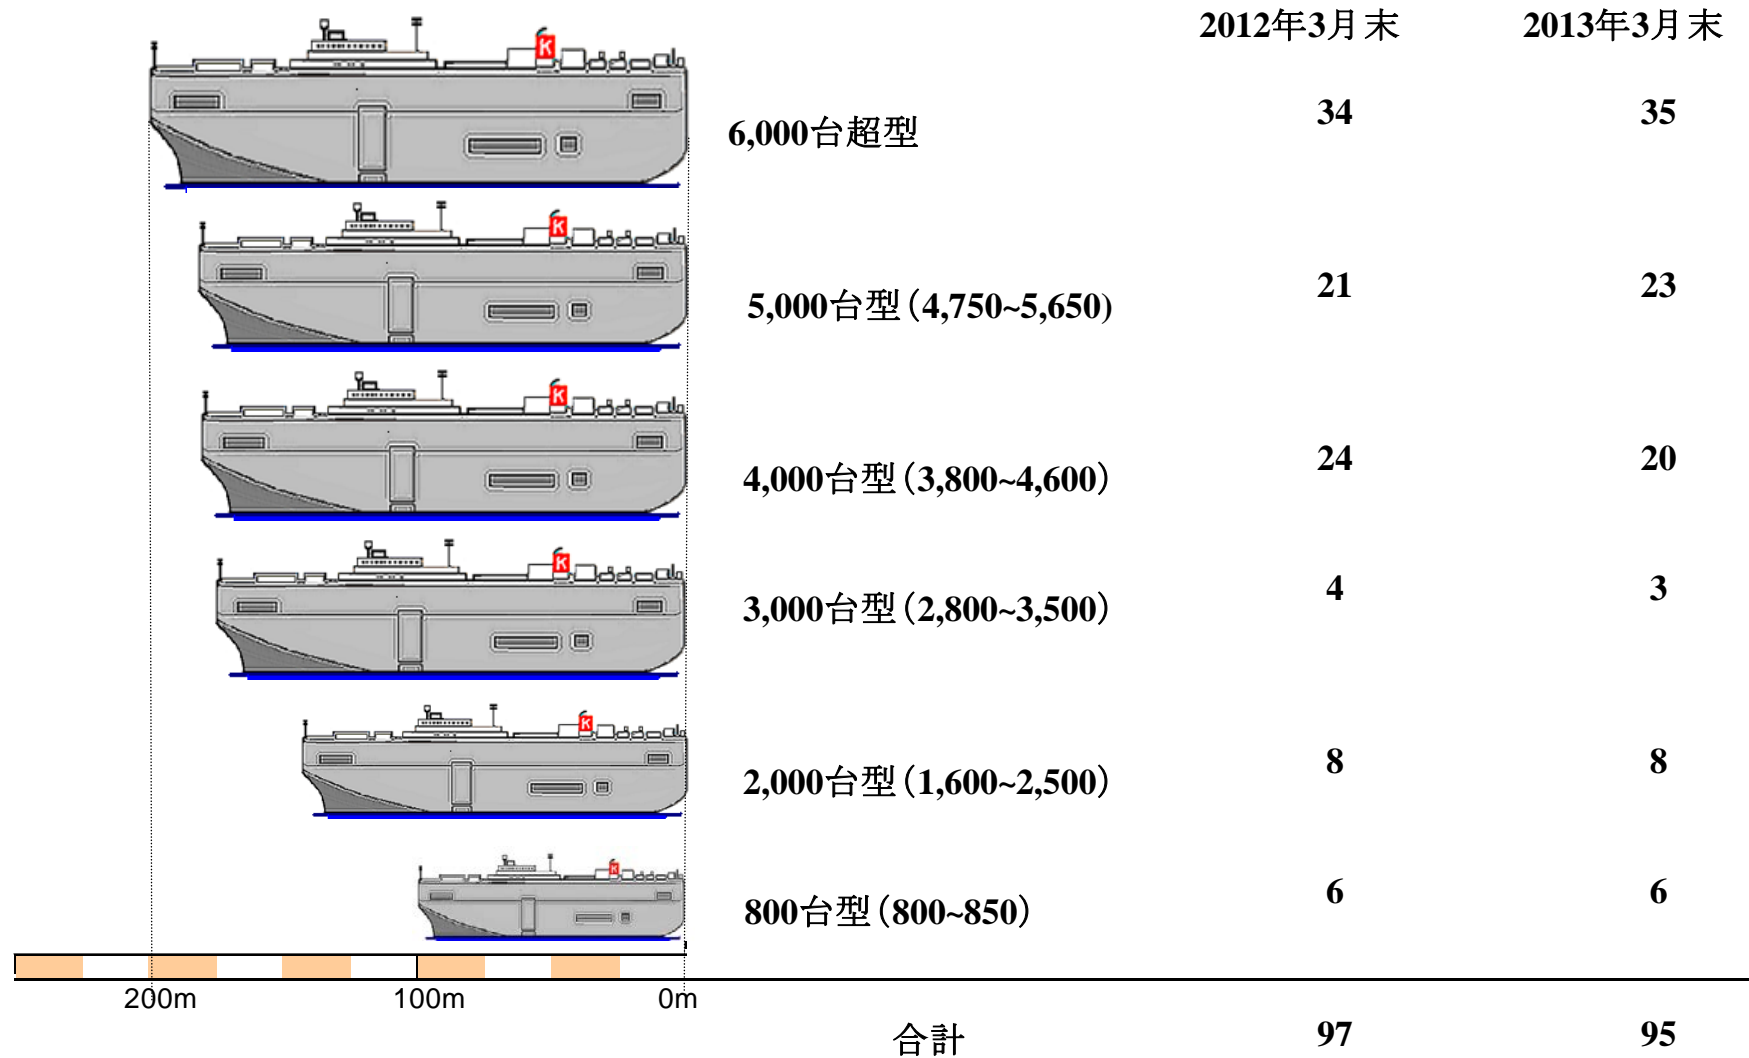 2012年3月末 2013年3月末
K
6,000台超型 34 35
K
5,000台型（4,750~5,650) 21 23
K
4,000台型（3,800~4,600） 24 20
K
3,000台型（2,800~3,500） 4 3
K
2,000台型（1,600~2,500） 8 8
K
800台型（800~850） 6 6
200m 100m 0m
合計 97 95